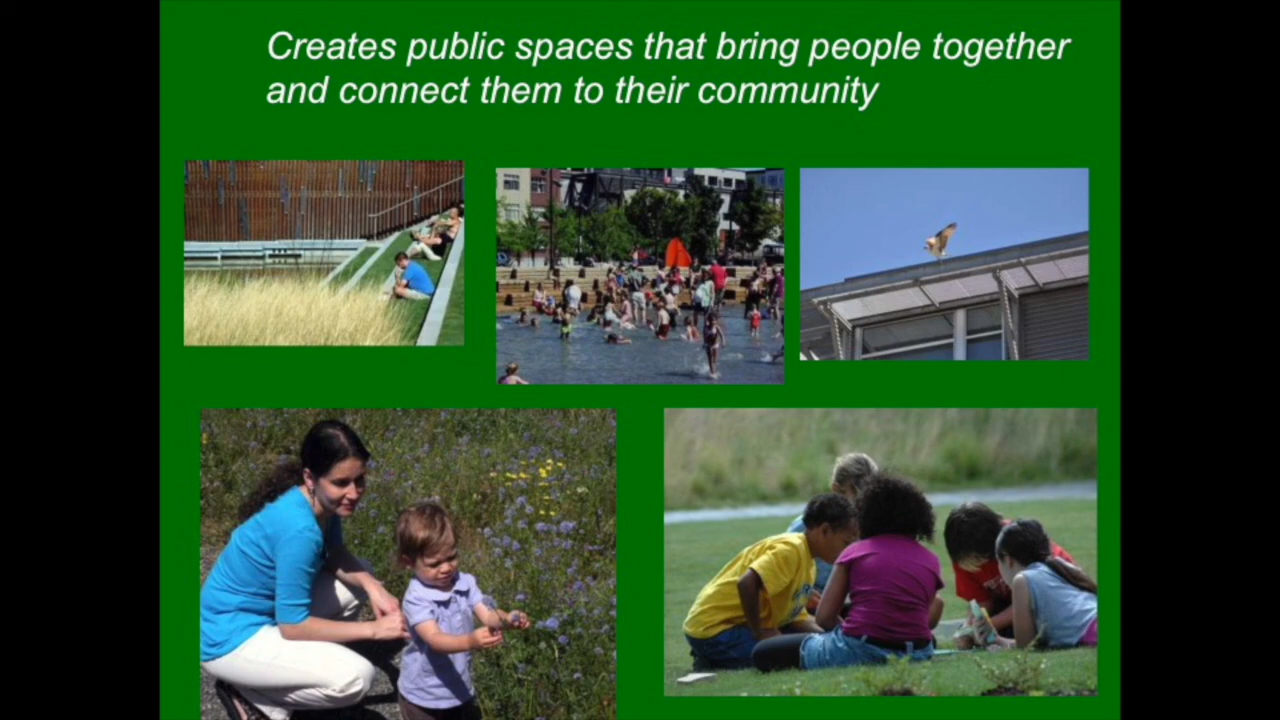 Creates public spaces that bring people together
and connect them to their community